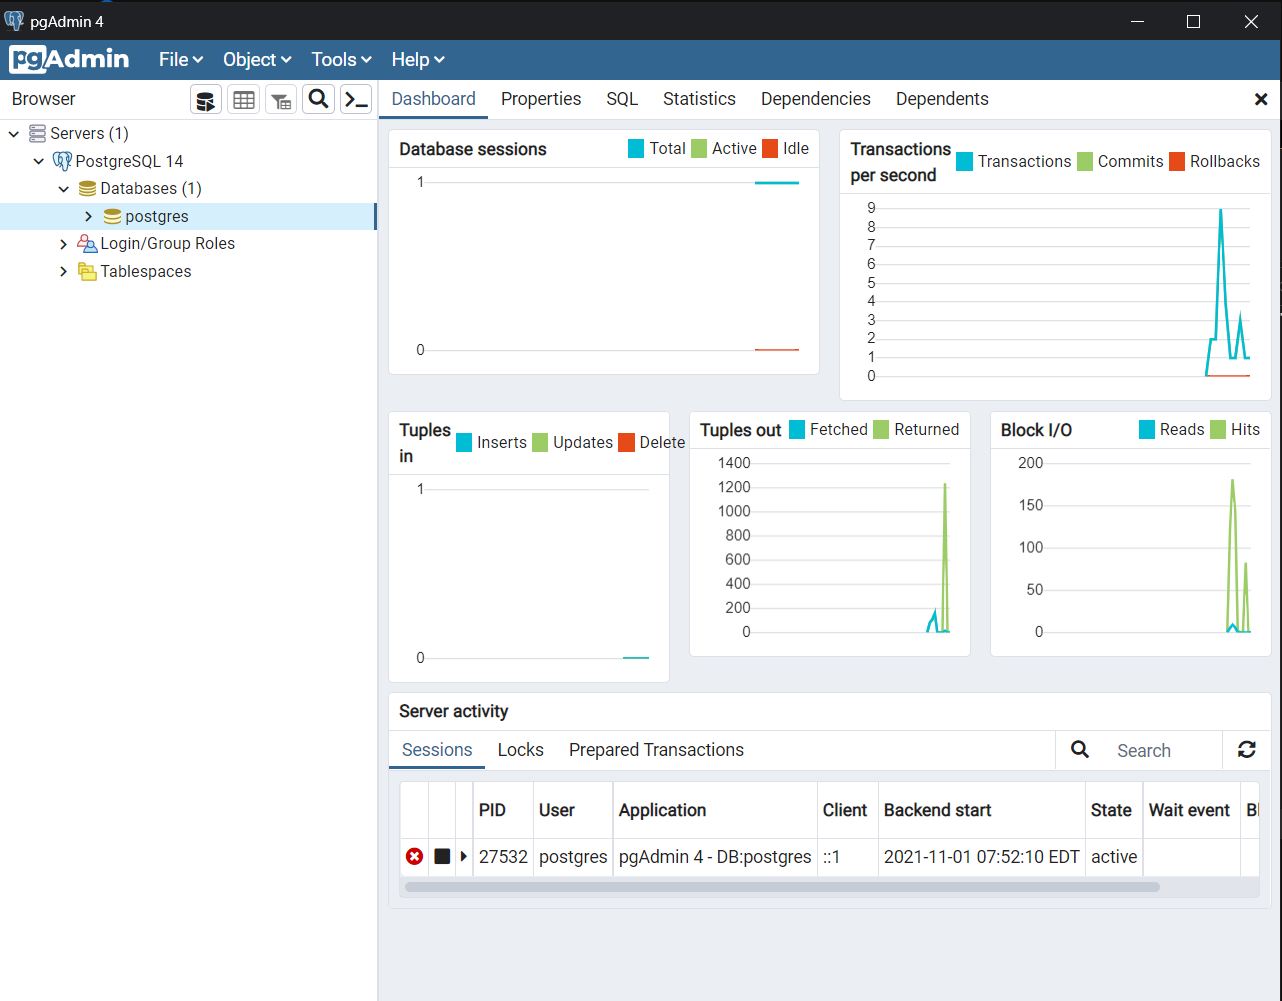 pgAdmin 4
pgAdmin File Object Tools Help
Browser
Dashboard Properties SQL Statistics Dependencies Dependents
Servers (1)
PostgreSQL 14
Databases (1)
postgres
Login/Group Roles
Tablespaces
Database sessions
Total Active Idle
1
0
Transactions
per second
Transactions Commits Rollbacks
9
8
7
6
5
4
3
2
1
0
Tuples
in
Inserts Updates Delete
1
0
Tuples out
Fetched Returned
1400
1200
1000
800
600
400
200
0
Block I/O
Reads Hits
200
150
100
50
0
Server activity
Sessions Locks Prepared Transactions Search
PID User Application Client Backend start State Wait event Bl
27532 postgres pgAdmin 4 - DB:postgres ::1 2021-11-01 07:52:10 EDT active